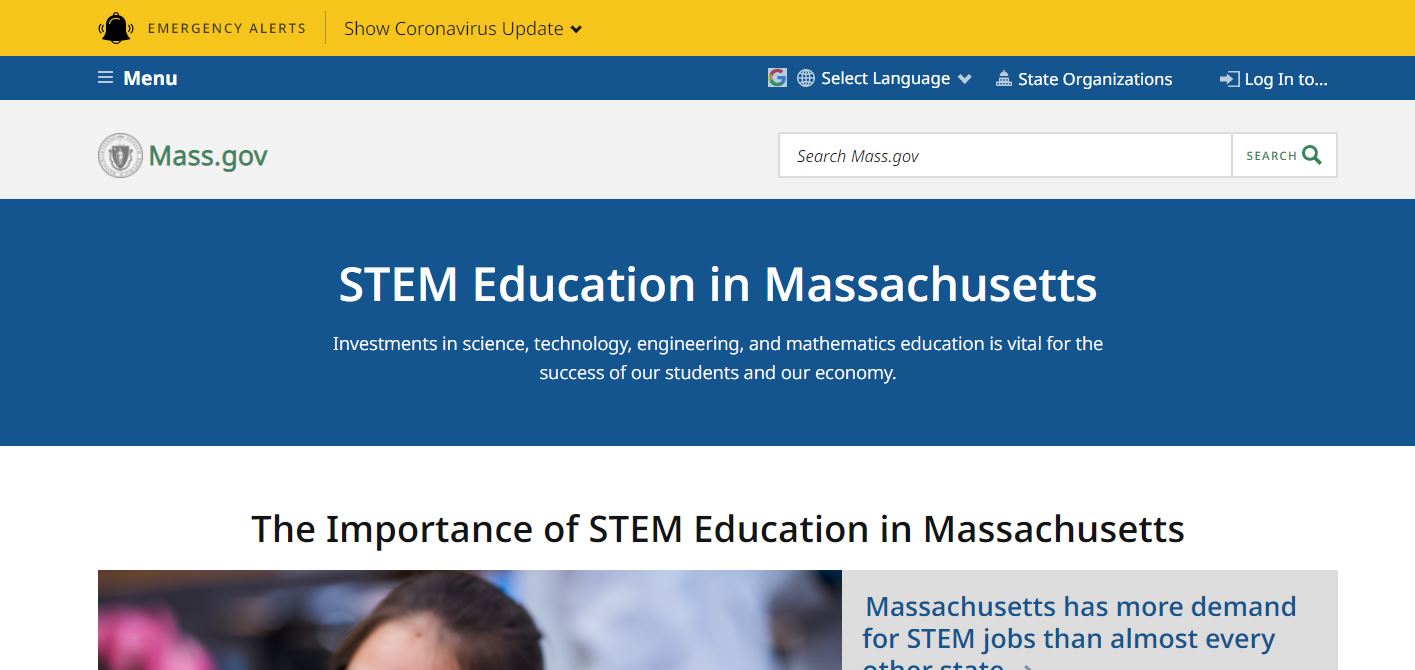 EMERGENCY ALERTS
Show Coronavirus Update
Menu
Select Language
State Organizations
Log In to...
Mass.gov
Search Mass.gov
SEARCH
STEM Education in Massachusetts
Investments in science, technology, engineering, and mathematics education is vital for the
success of our students and our economy.
The Importance of STEM Education in Massachusetts
Massachusetts has more demand
for STEM jobs than almost every
other state